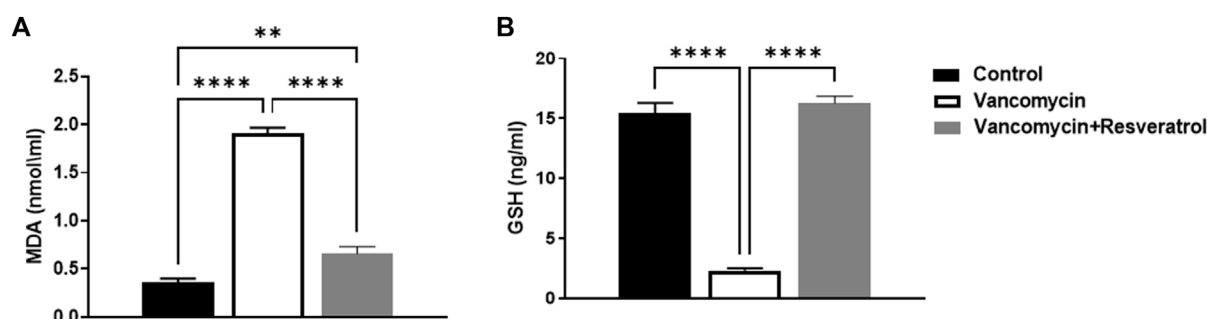 A
**
****
****
2.5
2.0
1.5
1.0
0.5
0.0
MDA (nmol\ml)
B
****
****
20
15
10
5
0
GSH (ng/ml)
Control
Vancomycin
Vancomycin+Resveratrol